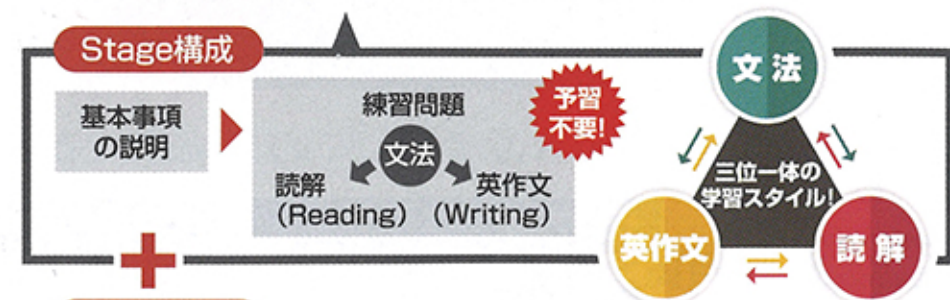 Stage構成
基本事項
の説明
練習問題
文法
読解
(Reading)
英作文
(Writing)
予習
不要!
文法
三位一体の
学習スタイル!
英作文
読解